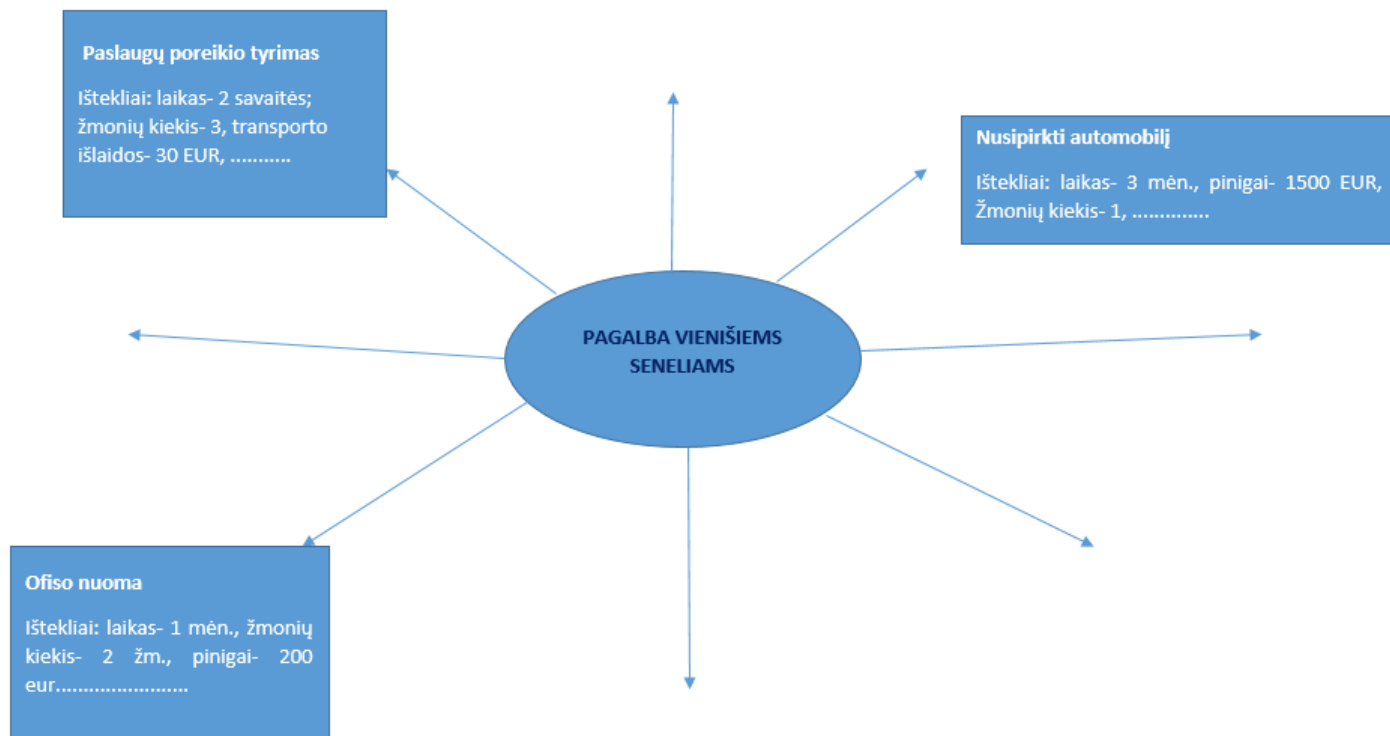 Paslaugų poreikio tyrimas
Ištekliai: laikas- 2 savaitės;
žmonių kiekis- 3, transporto
išlaidos- 30 EUR, ...........
Nusipirkti automobilį
Ištekliai: laikas- 3 mėn., pinigai- 1500 EUR,
Žmonių kiekis- 1, ..............
PAGALBA VIENIŠIEMS
SENELIAMS
Ofiso nuoma
Ištekliai: laikas- 1 mėn., žmonių
kiekis- 2 žm., pinigai- 200
eur........................